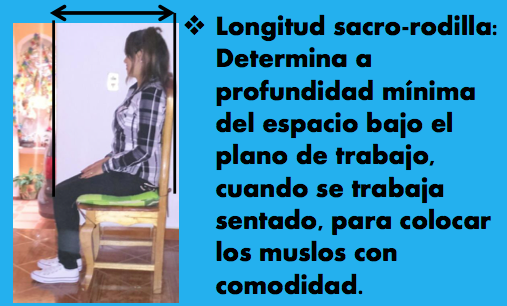 ❖ Longitud sacro-rodilla:
Determina a
profundidad mínima
del espacio bajo el
plano de trabajo,
cuando se trabaja
sentado, para colocar
los muslos con
comodidad.